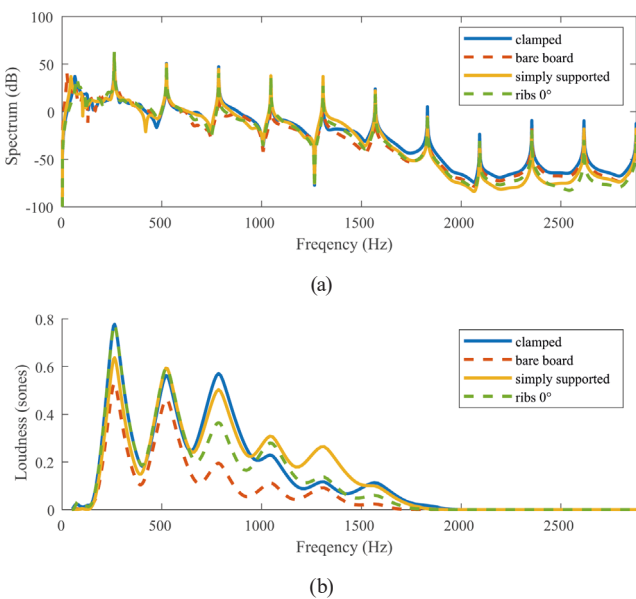 100
50
0
-50
-100
Spectrum (dB)
clamped
bare board
simply supported
ribs 0°
0
500
1000
1500
2000
2500
Freqency (Hz)
(a)
0.8
0.6
0.4
0.2
0
Loudness (sones)
clamped
bare board
simply supported
ribs 0°
0
500
1000
1500
2000
2500
Freqency (Hz)
(b)